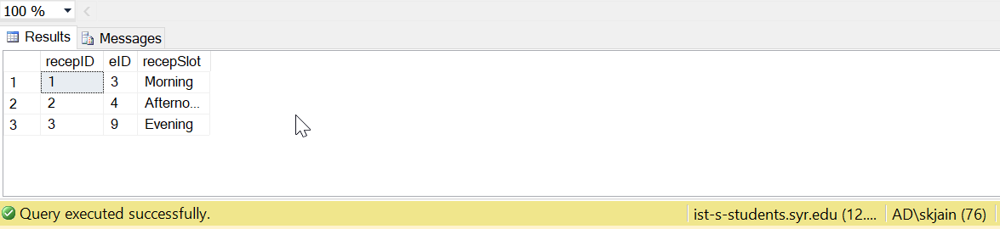 100 %
Results Messages
recepID eID recepSlot
1 1 3 Morning
2 2 4 Afterno...
3 3 9 Evening
Query executed successfully. ist-s-students.syr.edu (12.... AD\skjain (76)